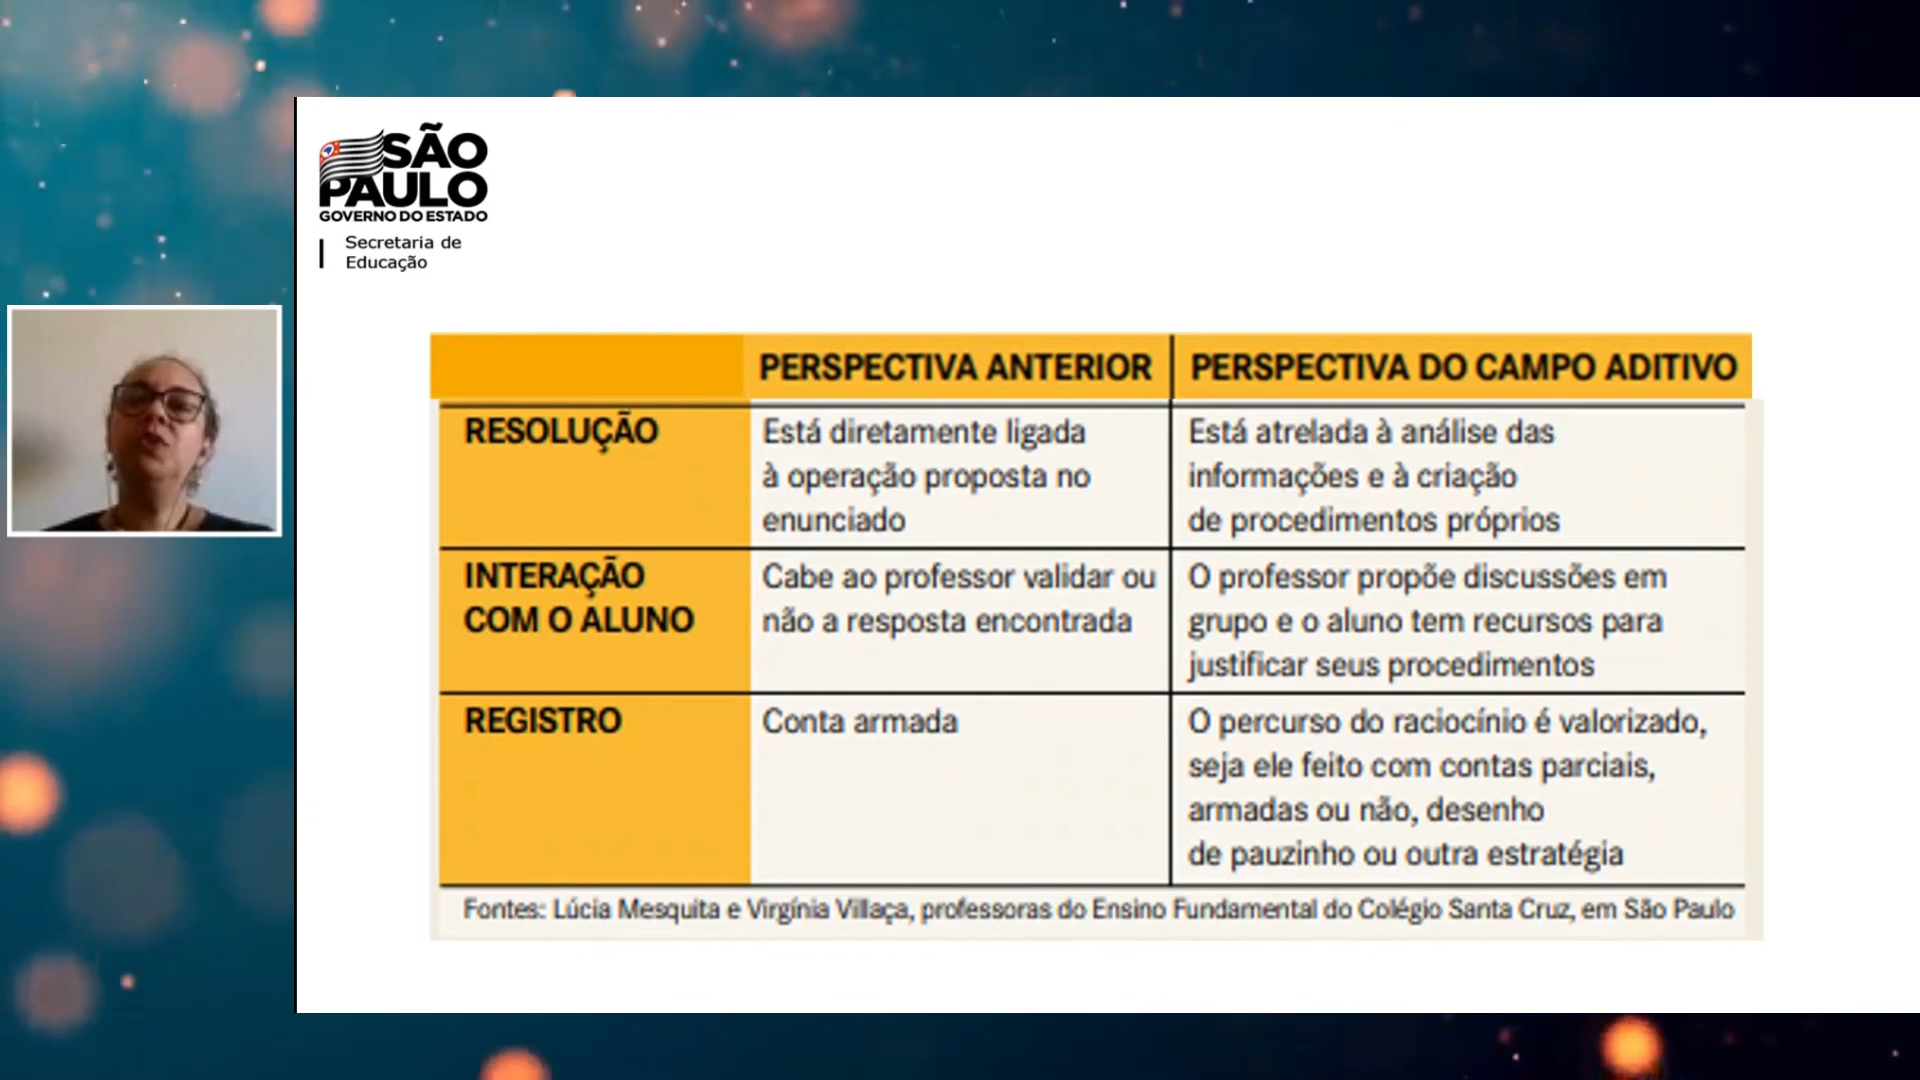 SÃO
PAULO
GOVERNO DO ESTADO
Secretaria de
Educação
PERSPECTIVA ANTERIOR
PERSPECTIVA DO CAMPO ADITIVO
RESOLUÇÃO
Está diretamente ligada
à operação proposta no
enunciado
Está atrelada à análise das
informações e à criação
de procedimentos próprios
INTERAÇÃO
COM O ALUNO
Cabe ao professor validar ou
não a resposta encontrada
O professor propõe discussões em
grupo e o aluno tem recursos para
justificar seus procedimentos
REGISTRO
Conta armada
O percurso do raciocínio é valorizado,
seja ele feito com contas parciais,
armadas ou não, desenho
de pauzinho ou outra estratégia
Fontes: Lúcia Mesquita e Virgínia Villaça, professoras do Ensino Fundamental do Colégio Santa Cruz, em São Paulo